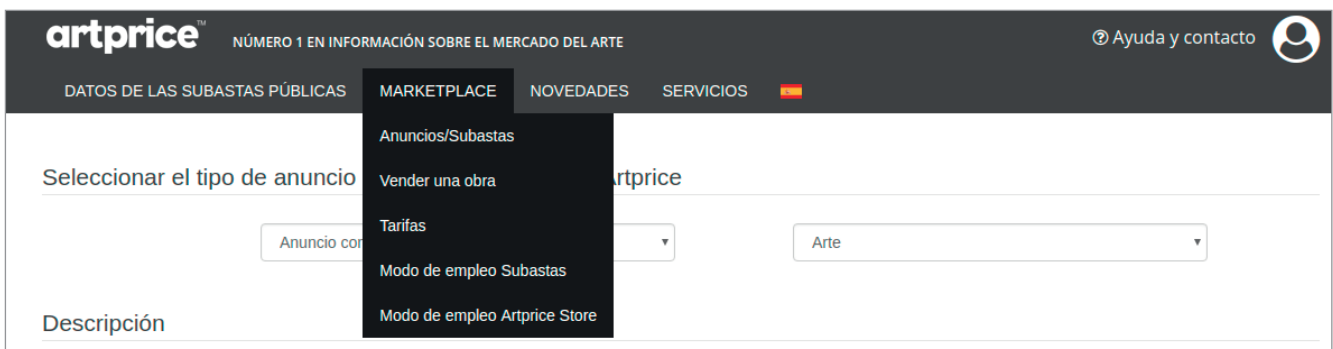 artprice™ NÚMERO 1 EN INFORMACIÓN SOBRE EL MERCADO DEL ARTE Ayuda y contacto
DATOS DE LAS SUBASTAS PÚBLICAS MARKETPLACE NOVEDADES SERVICIOS
Anuncios/Subastas
Seleccionar el tipo de anuncio
Vender una obra
Tarifas
Anuncio
Arte
Modo de empleo Subastas
Modo de empleo Artprice Store
Descripción